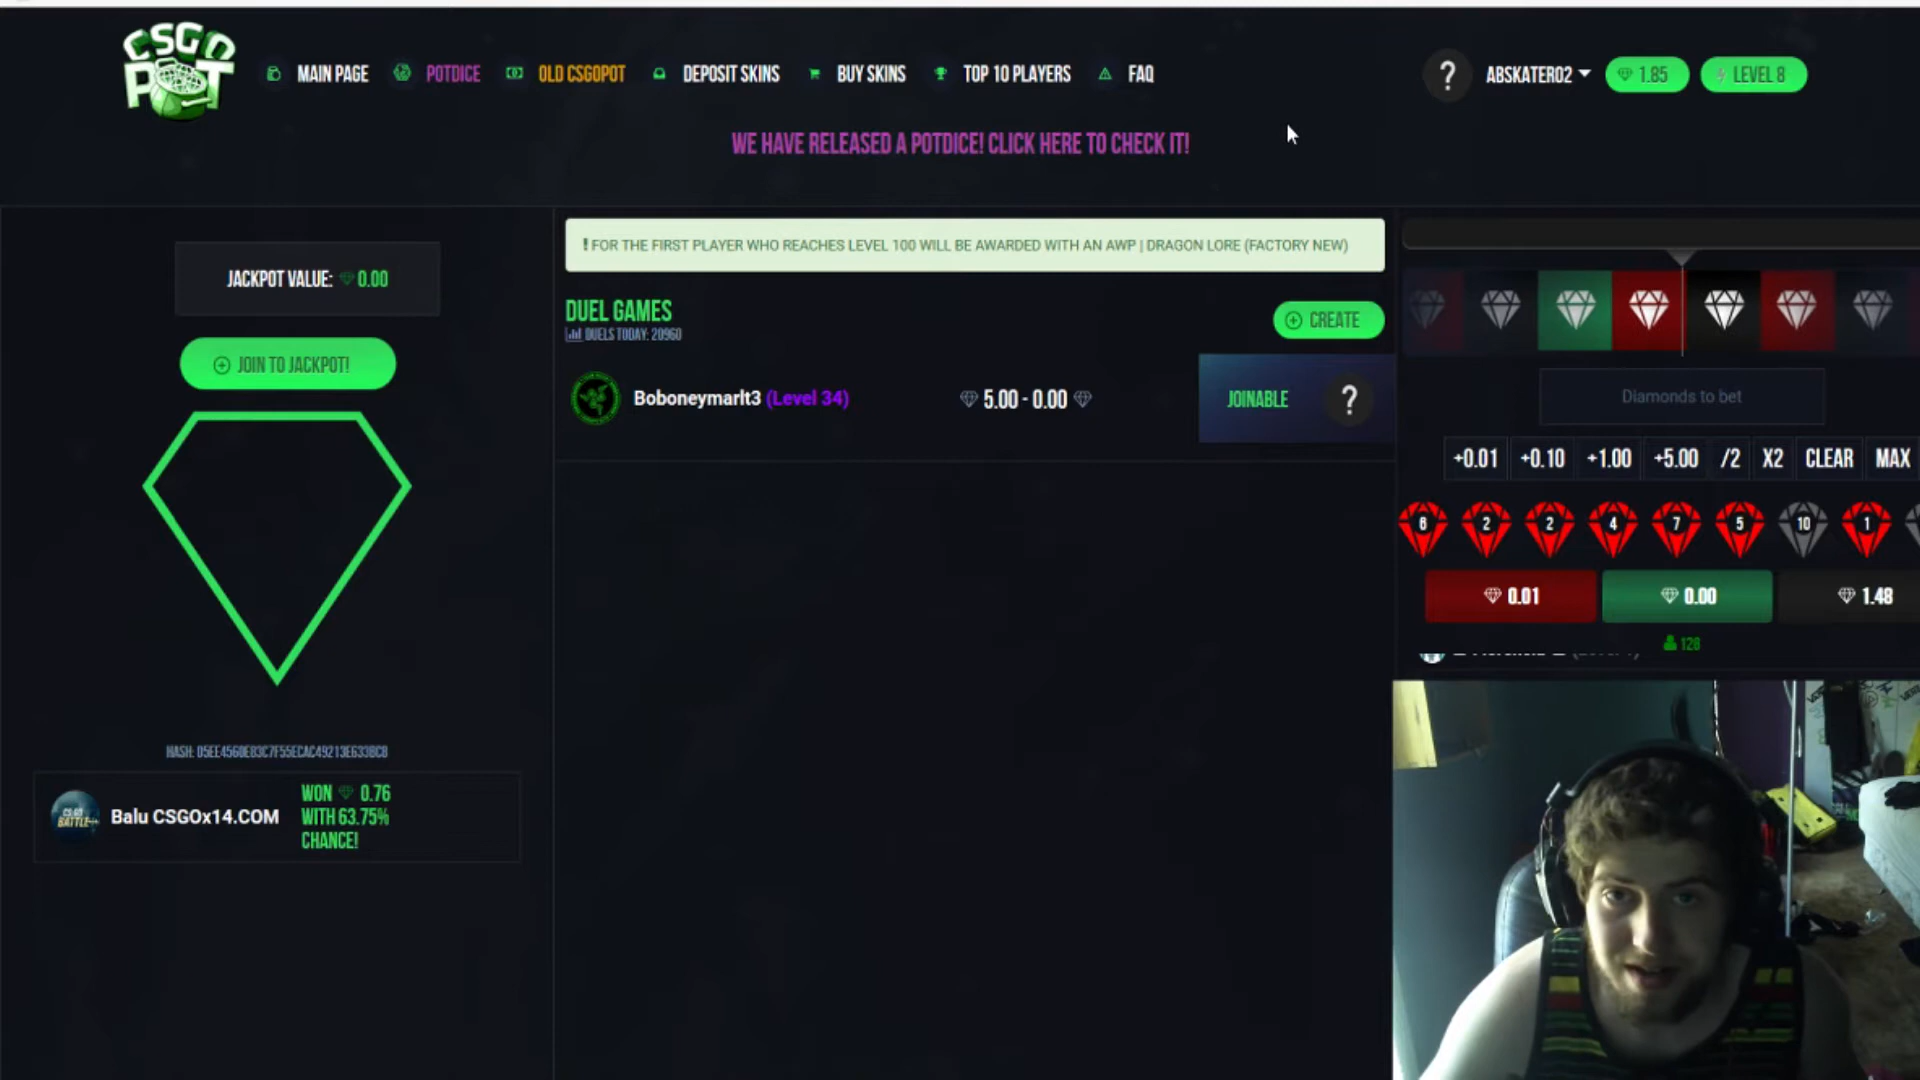 CSGO
POT
MAIN PAGE
POTDICE
OLD CSGOPOT
DEPOSIT SKINS
BUY SKINS
TOP 10 PLAYERS
FAQ
?
ABSKATER02
1.85
LEVEL 8
WE HAVE RELEASED A POTDICE! CLICK HERE TO CHECK IT!
JACKPOT VALUE: 0.00
JOIN TO JACKPOT!
HASH: 05EE4560E83C7F55ECAC49213E6338C8
Balu CSGOx14.COM
WON 0.76
WITH 63.75%
CHANCE!
! FOR THE FIRST PLAYER WHO REACHES LEVEL 100 WILL BE AWARDED WITH AN AWP | DRAGON LORE (FACTORY NEW)
DUEL GAMES
DUELS TODAY: 20960
CREATE
Boboneymarlt3 (Level 34)
5.00 - 0.00
JOINABLE
?
Diamonds to bet
+0.01 +0.10 +1.00 +5.00 /2 X2 CLEAR MAX
6 2 2 4 7 5 10 1
0.01
0.00
1.48
128